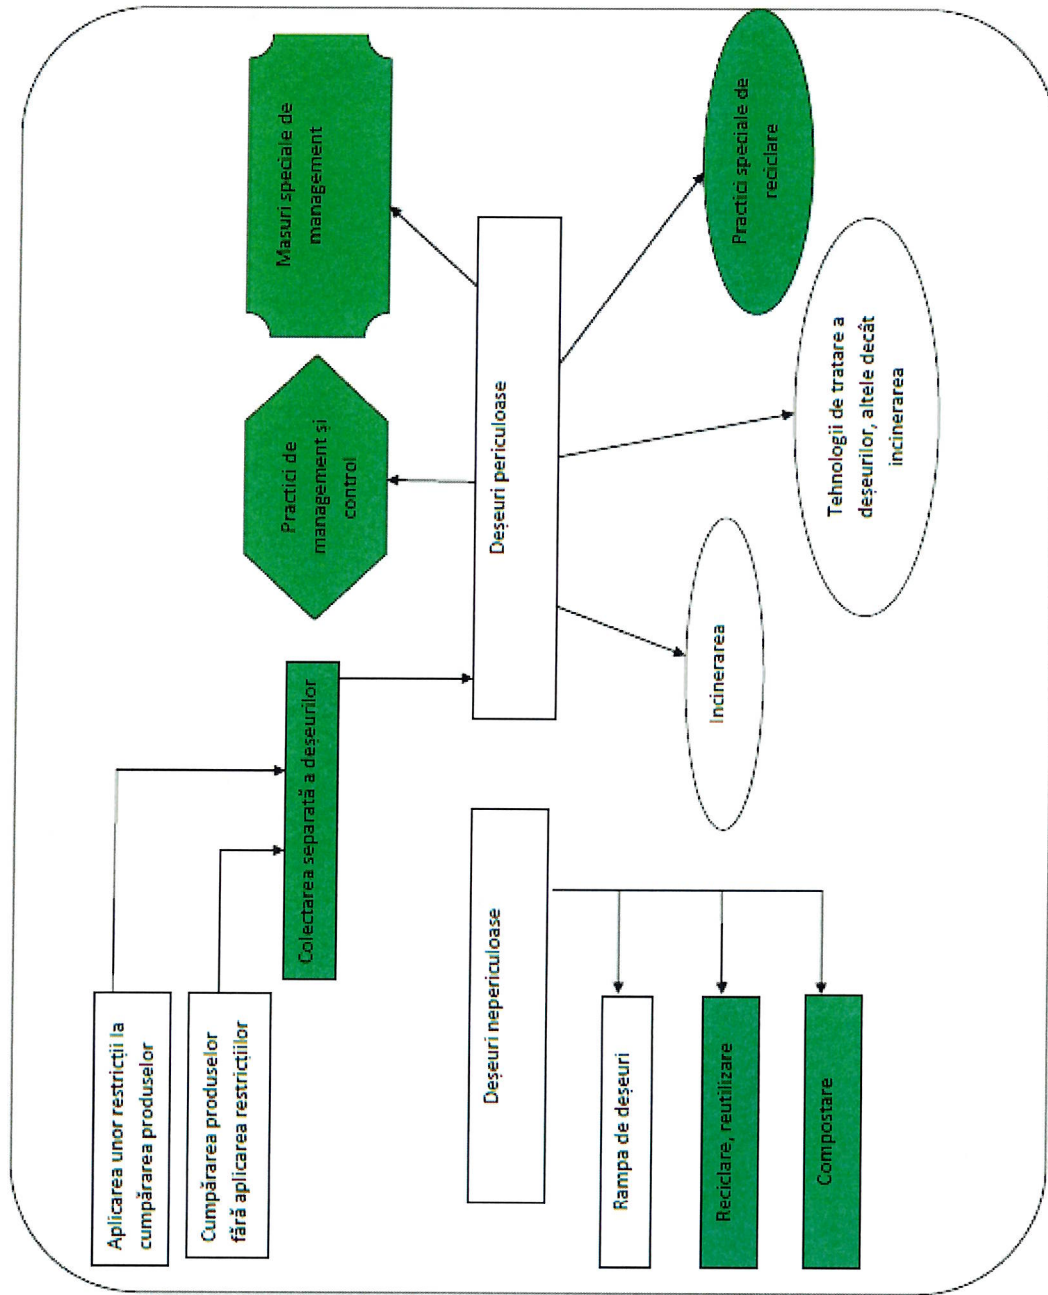 Aplicarea unor restricții la
cumpărarea produselor
Cumpărarea produselor
fără aplicarea restricțiilor
Colectarea separată a deșeurilor
Practici de
management și
control
Masuri speciale de
management
Deșeuri nepericuloase
Deșeuri periculoase
Rampa de deșeuri
Reciclare, reutilizare
Compostare
Incinerarea
Tehnologii de tratare a
deșeurilor, altele decât
incinerarea
Practici speciale de
reciclare